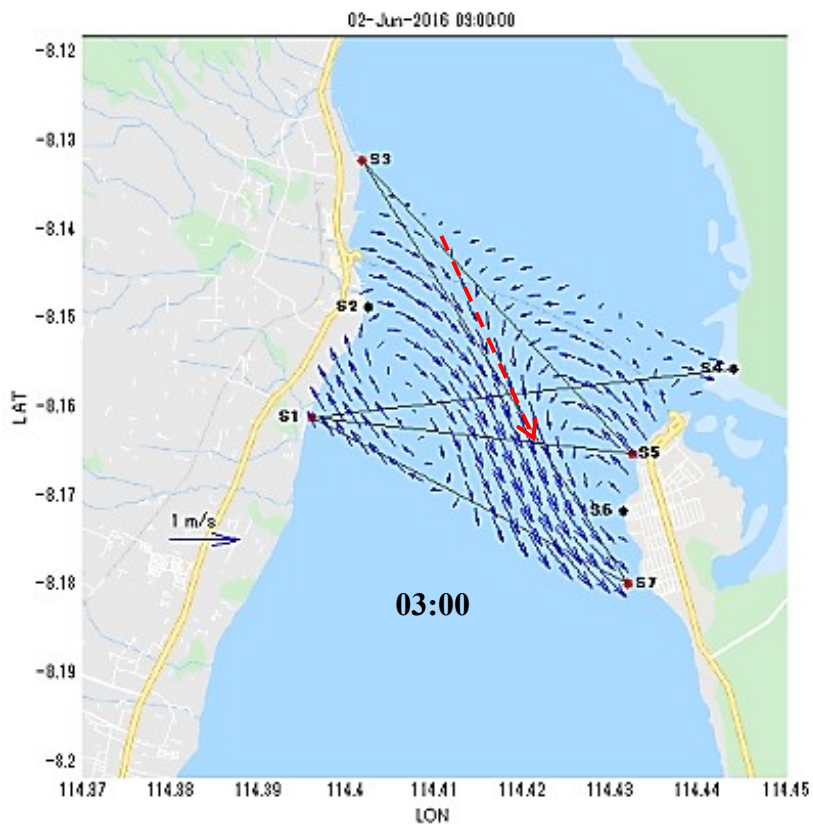 02-Jun-2016 03:00:00
-8.12
-8.13
-8.14
-8.15
-8.16
-8.17
-8.18
-8.19
-8.2
LAT
S3
S2
S4
S1
S5
S6
1 m/s
S7
03:00
114.37 114.38 114.39 114.4 114.41 114.42 114.43 114.44 114.45
LON